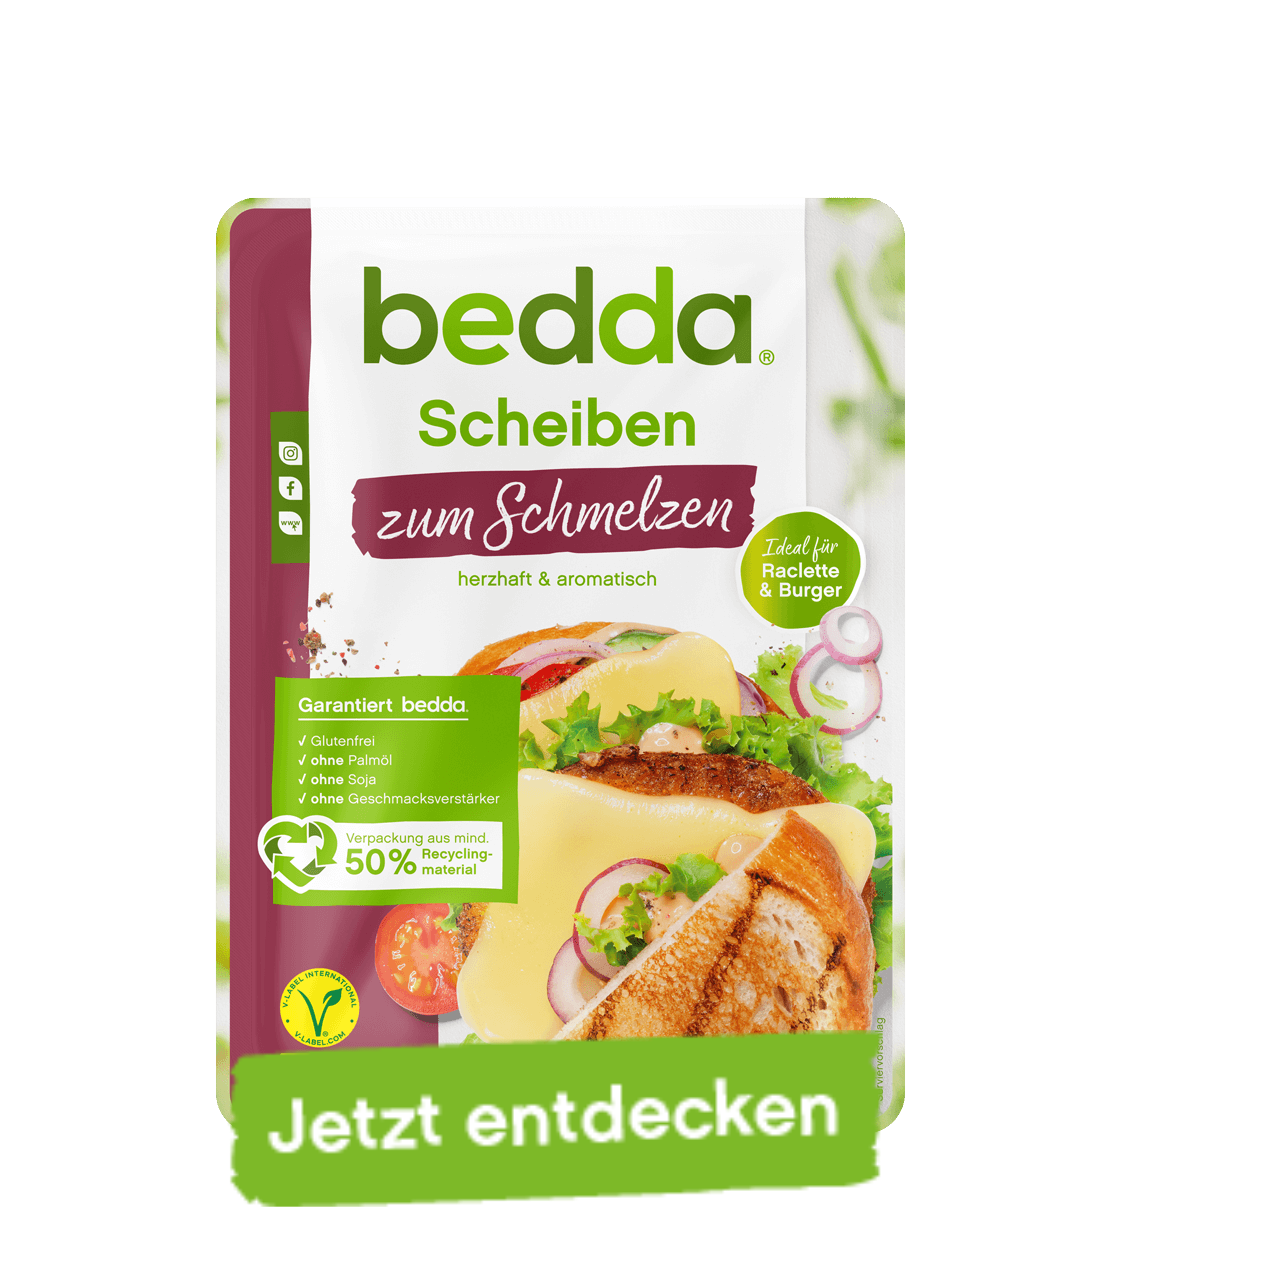 bedda®
Scheiben
zum Schmelzen
herzhaft & aromatisch
Ideal für
Raclette
& Burger
www
Garantiert bedda.
✓ Glutenfrei
✓ ohne Palmöl
✓ ohne Soja
✓ ohne Geschmacksverstärker
Verpackung aus mind.
50% Recycling-
material
V-LABEL INTERNATIONAL
V-LABEL.COM
Jetzt entdecken